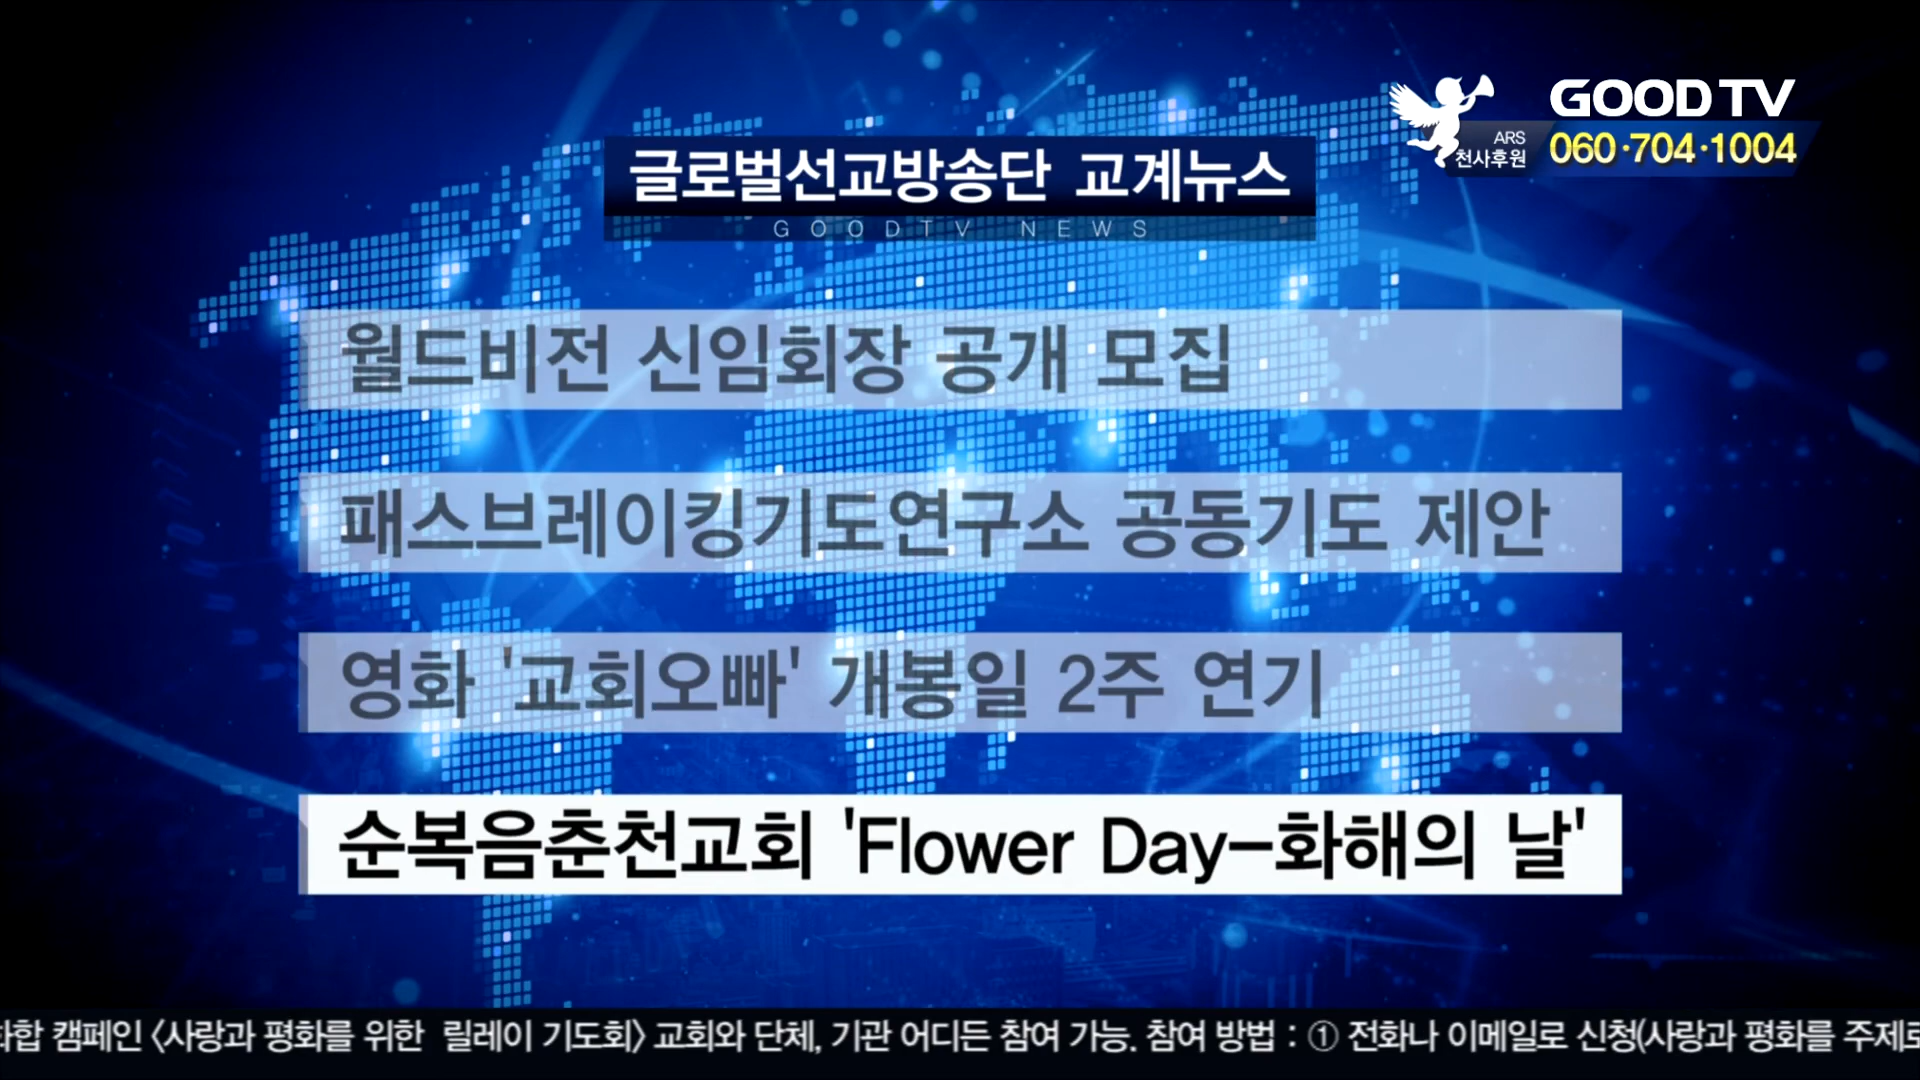 GOODTV
ARS
천사후원
060·704·1004
글로벌선교방송단 교계뉴스
GOODTV NEWS
월드비전 신임회장 공개 모집
패스브레이킹기도연구소 공동기도 제안
영화 '교회오빠' 개봉일 2주 연기
순복음춘천교회 'Flower Day-화해의 날'
화합 캠페인 <사랑과 평화를 위한 릴레이 기도회> 교회와 단체, 기관 어디든 참여 가능. 참여 방법 : ① 전화나 이메일로 신청(사랑과 평화를 주제로